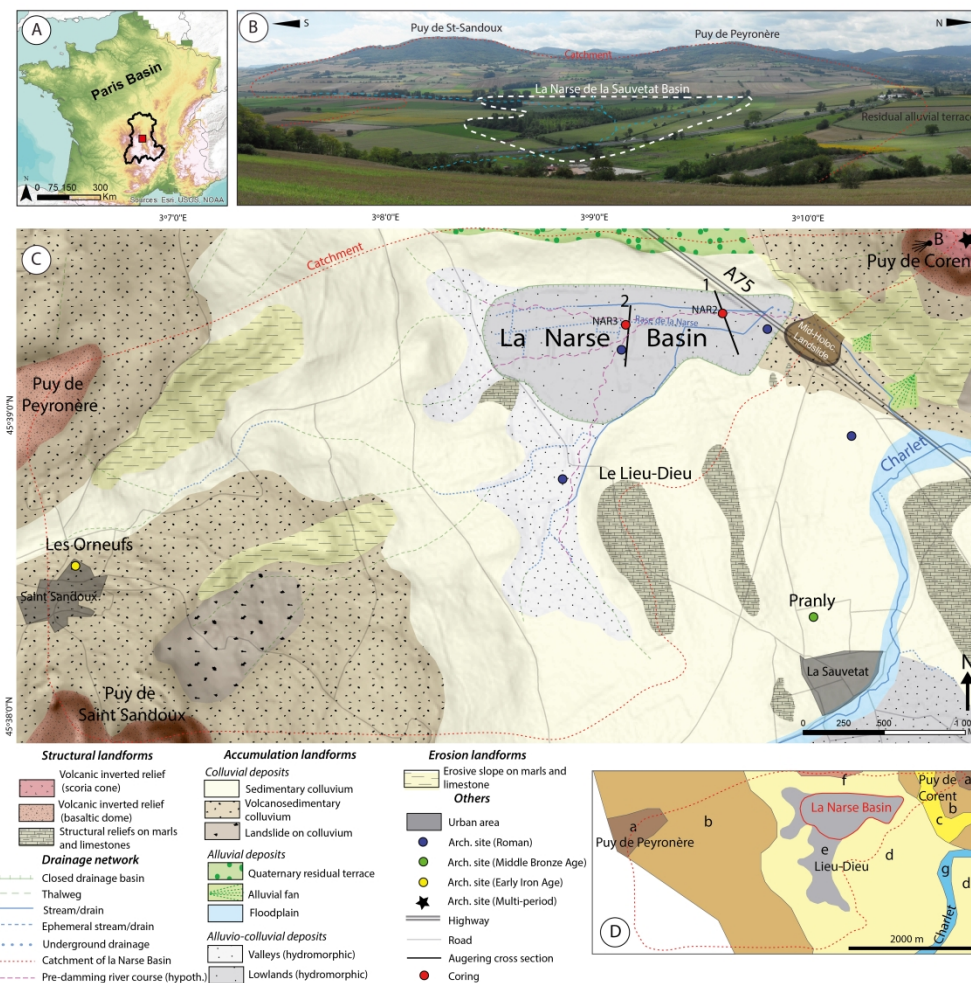 A
Paris Basin
N
0 75 150 300
Km
Sources: Esri, USGS, NOAA
B
S
N
Puy de St-Sandoux
Puy de Peyronère
Catchment
La Narse de la Sauvetat Basin
Residual alluvial terrace
3°7'0"E
3°8'0"E
3°9'0"E
3°10'0"E
45°39'0"N
45°38'0"N
C
Catchment
A75
B
Puy de Corent
1
2
NAR2
NAR3
Rase de la Narse
La Narse Basin
Mid-Holoc.
Landslide
Puy de
Peyronère
Charlet
Le Lieu-Dieu
Les Orneufs
Saint Sandoux
Pranly
La Sauvetat
Puy de
Saint Sandoux
N
0 250 500 1 00
Structural landforms
Volcanic inverted relief
(scoria cone)
Volcanic inverted relief
(basaltic dome)
Structural reliefs on marls
and limestones
Drainage network
Closed drainage basin
Thalweg
Stream/drain
Ephemeral stream/drain
Underground drainage
Catchment of la Narse Basin
Pre-damming river course (hypoth.)
Accumulation landforms
Colluvial deposits
Sedimentary colluvium
Volcanosedimentary
colluvium
Landslide on colluvium
Alluvial deposits
Quaternary residual terrace
Alluvial fan
Floodplain
Alluvio-colluvial deposits
Valleys (hydromorphic)
Lowlands (hydromorphic)
Erosion landforms
Erosive slope on marls and
limestone
Others
Urban area
Arch. site (Roman)
Arch. site (Middle Bronze Age)
Arch. site (Early Iron Age)
Arch. site (Multi-period)
Highway
Road
Augering cross section
Coring
f
Puy de
Corent
a
b
c
La Narse Basin
a
Puy de Peyronère
b
e
Lieu-Dieu
d
g
d
Charlet
D
2000 m